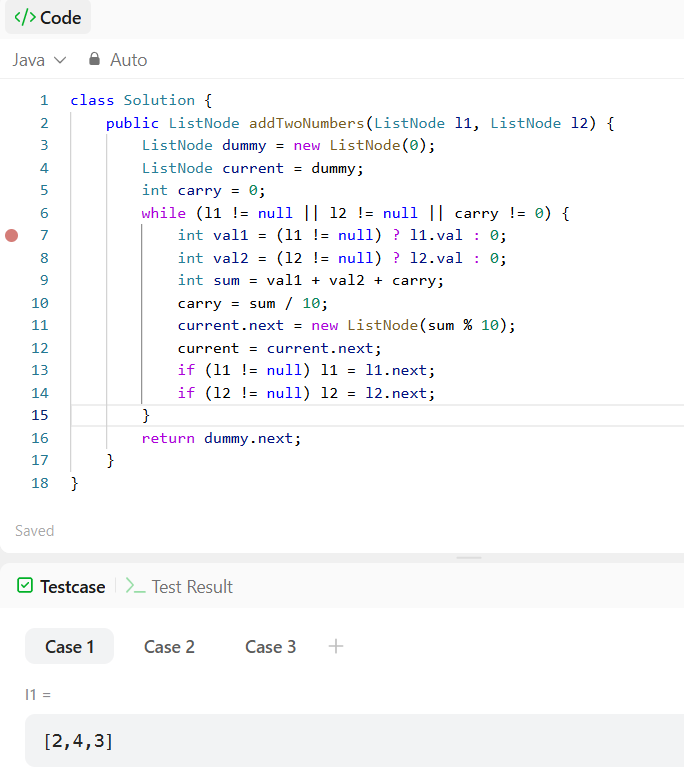 </> Code
Java Auto
1 class Solution {
2     public ListNode addTwoNumbers(ListNode l1, ListNode l2) {
3         ListNode dummy = new ListNode(0);
4         ListNode current = dummy;
5         int carry = 0;
6         while (l1 != null || l2 != null || carry != 0) {
7             int val1 = (l1 != null) ? l1.val : 0;
8             int val2 = (l2 != null) ? l2.val : 0;
9             int sum = val1 + val2 + carry;
10             carry = sum / 10;
11             current.next = new ListNode(sum % 10);
12             current = current.next;
13             if (l1 != null) l1 = l1.next;
14             if (l2 != null) l2 = l2.next;
15         }
16         return dummy.next;
17     }
18 }
Saved
Testcase >_ Test Result
Case 1 Case 2 Case 3 +
l1 =
[2,4,3]